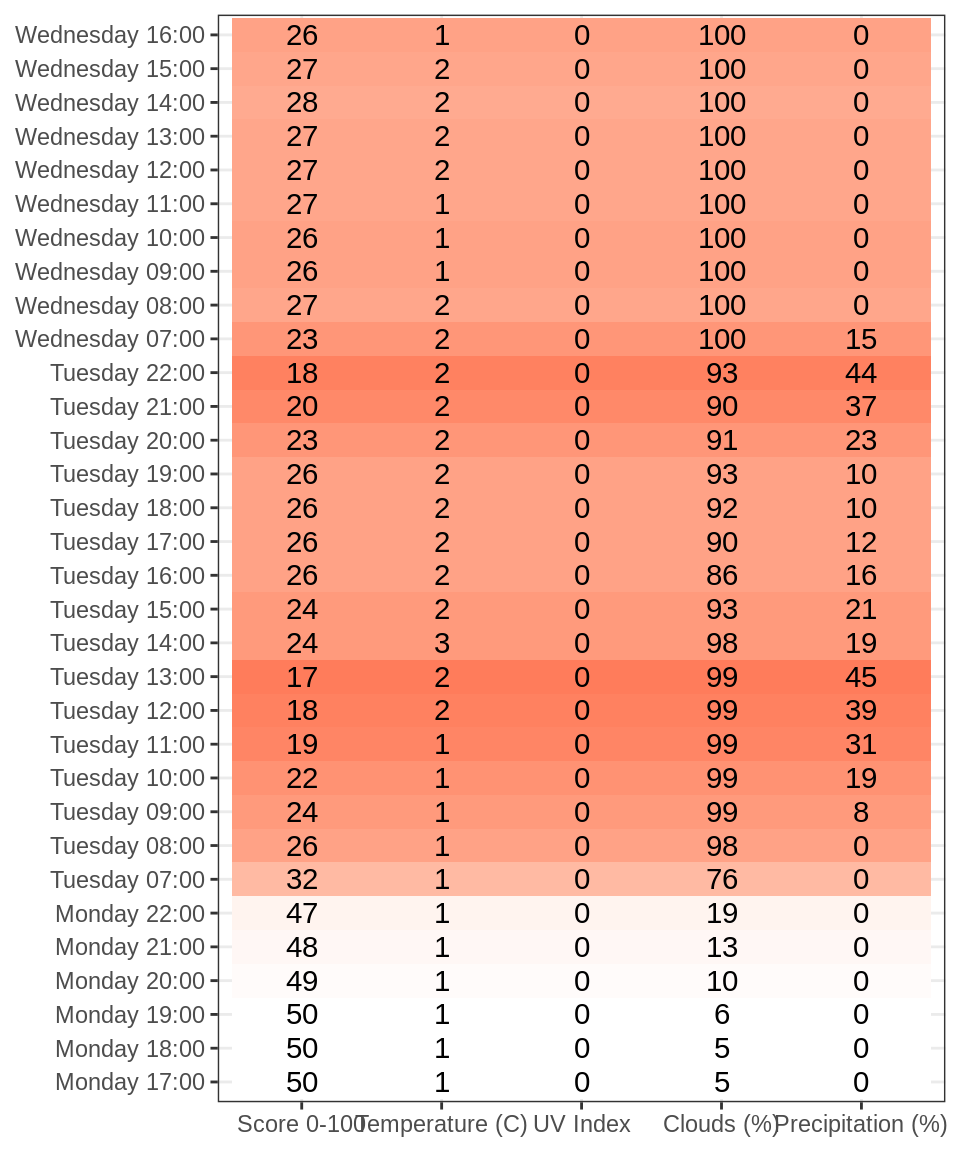 Wednesday 16:00 26 1 0 100 0
Wednesday 15:00 27 2 0 100 0
Wednesday 14:00 28 2 0 100 0
Wednesday 13:00 27 2 0 100 0
Wednesday 12:00 27 2 0 100 0
Wednesday 11:00 27 1 0 100 0
Wednesday 10:00 26 1 0 100 0
Wednesday 09:00 26 1 0 100 0
Wednesday 08:00 27 2 0 100 0
Wednesday 07:00 23 2 0 100 15
Tuesday 22:00 18 2 0 93 44
Tuesday 21:00 20 2 0 90 37
Tuesday 20:00 23 2 0 91 23
Tuesday 19:00 26 2 0 93 10
Tuesday 18:00 26 2 0 92 10
Tuesday 17:00 26 2 0 90 12
Tuesday 16:00 26 2 0 86 16
Tuesday 15:00 24 2 0 93 21
Tuesday 14:00 24 3 0 98 19
Tuesday 13:00 17 2 0 99 45
Tuesday 12:00 18 2 0 99 39
Tuesday 11:00 19 1 0 99 31
Tuesday 10:00 22 1 0 99 19
Tuesday 09:00 24 1 0 99 8
Tuesday 08:00 26 1 0 98 0
Tuesday 07:00 32 1 0 76 0
Monday 22:00 47 1 0 19 0
Monday 21:00 48 1 0 13 0
Monday 20:00 49 1 0 10 0
Monday 19:00 50 1 0 6 0
Monday 18:00 50 1 0 5 0
Monday 17:00 50 1 0 5 0
Score 0-100 Temperature (C) UV Index Clouds (%) Precipitation (%)